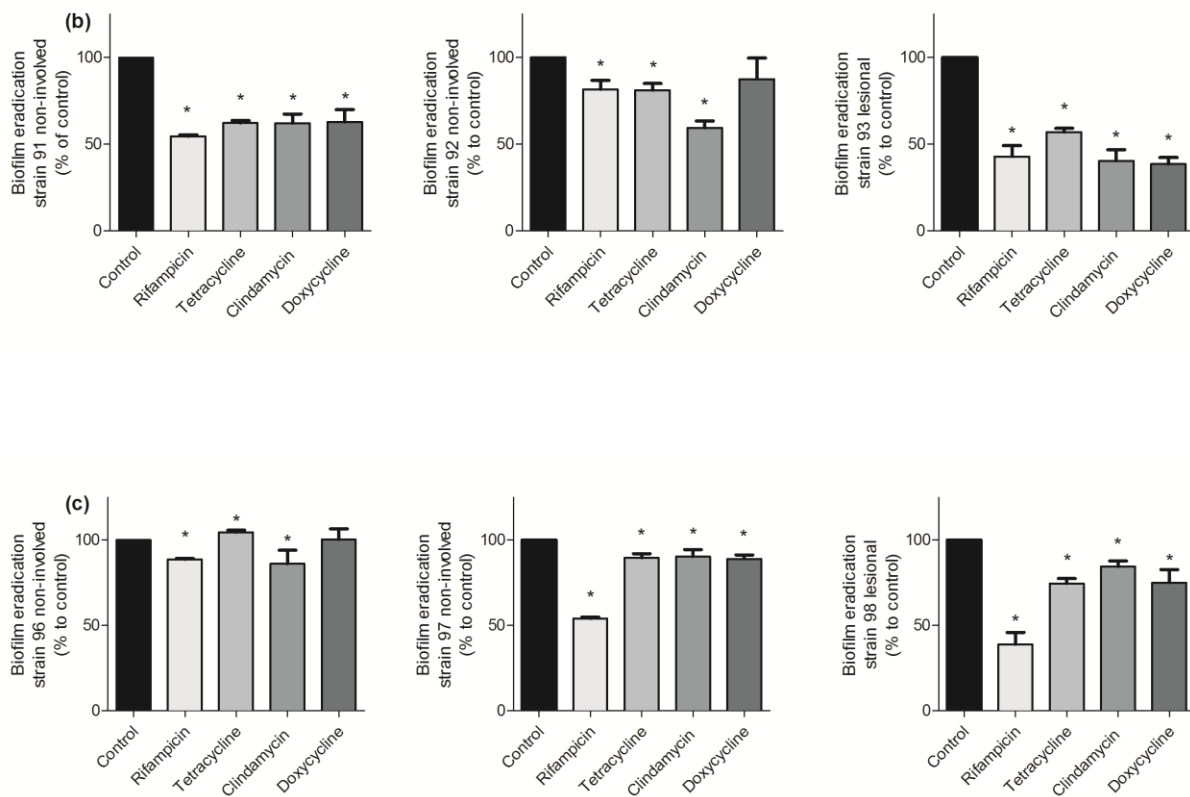 (b)
Biofilm eradication
strain 91 non-involved
(% of control)
100
50
0
*
*
*
*
Control
Rifampicin
Tetracycline
Clindamycin
Doxycycline
Biofilm eradication
strain 92 non-involved
(% to control)
100
50
0
*
*
*
Control
Rifampicin
Tetracycline
Clindamycin
Doxycycline
Biofilm eradication
strain 93 lesional
(% to control)
100
50
0
*
*
*
*
Control
Rifampicin
Tetracycline
Clindamycin
Doxycycline
(c)
Biofilm eradication
strain 96 non-involved
(% to control)
100
50
0
*
*
*
Control
Rifampicin
Tetracycline
Clindamycin
Doxycycline
Biofilm eradication
strain 97 non-involved
(% to control)
100
50
0
*
*
*
*
Control
Rifampicin
Tetracycline
Clindamycin
Doxycycline
Biofilm eradication
strain 98 lesional
(% to control)
100
50
0
*
*
*
*
Control
Rifampicin
Tetracycline
Clindamycin
Doxycycline